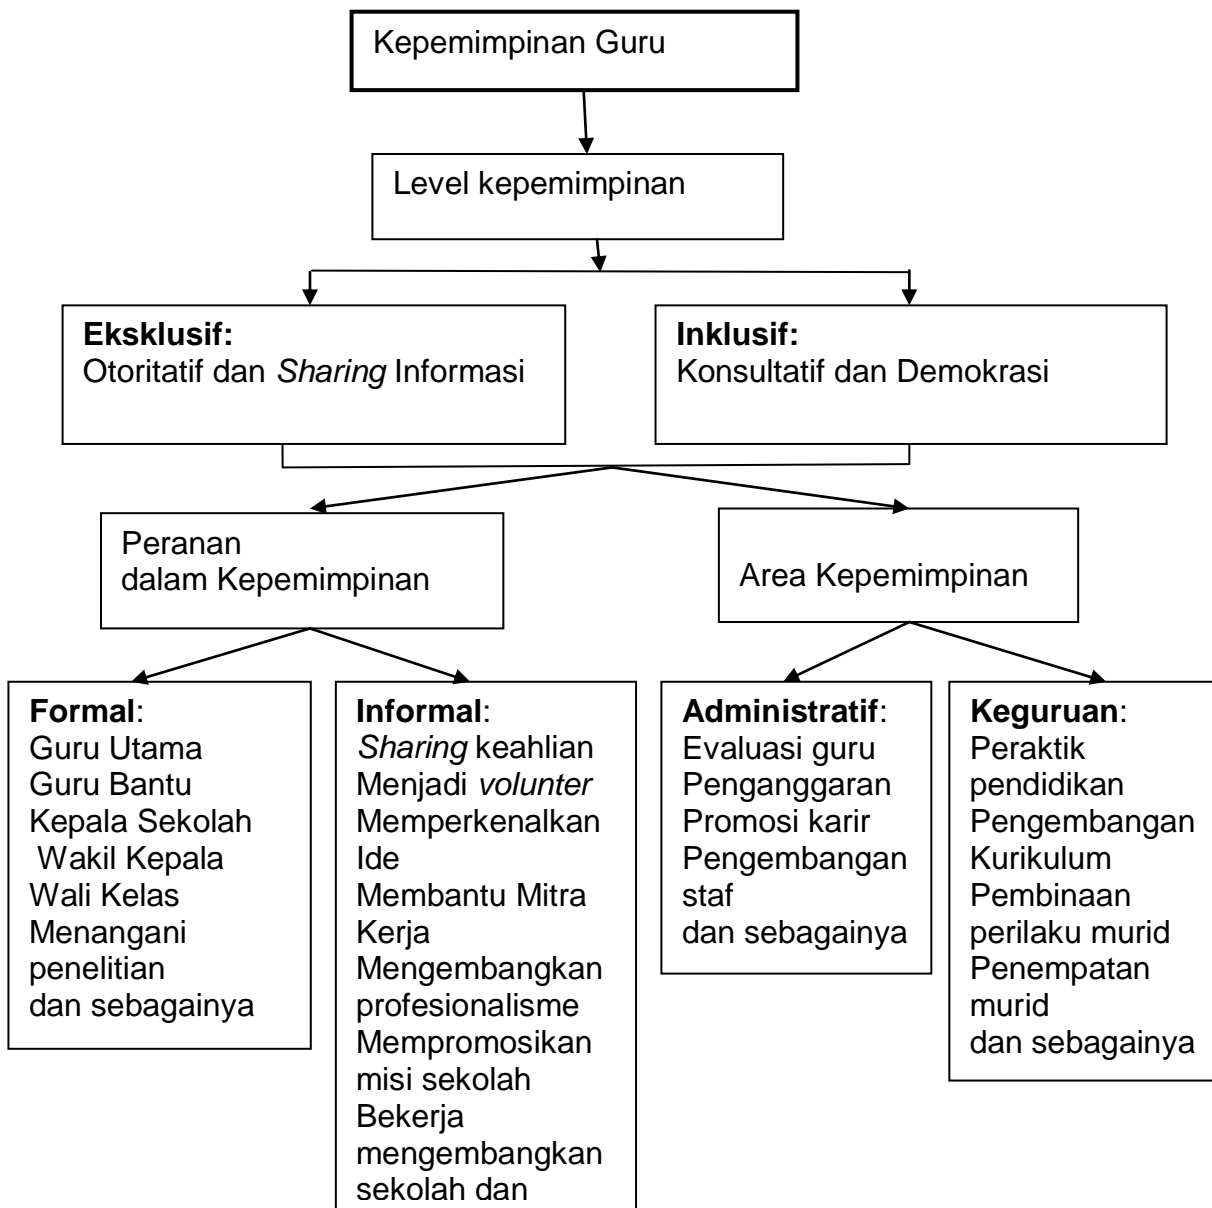 Kepemimpinan Guru
Level kepemimpinan
Eksklusif:
Otoritatif dan Sharing Informasi
Inklusif:
Konsultatif dan Demokrasi
Peranan
dalam Kepemimpinan
Area Kepemimpinan
Formal:
Guru Utama
Guru Bantu
Kepala Sekolah
Wakil Kepala
Wali Kelas
Menangani
penelitian
dan sebagainya
Informal:
Sharing keahlian
Menjadi volunter
Memperkenalkan
Ide
Membantu Mitra
Kerja
Mengembangkan
profesionalisme
Mempromosikan
misi sekolah
Bekerja
mengembangkan
sekolah dan
Administratif:
Evaluasi guru
Penganggaran
Promosi karir
Pengembangan
staf
dan sebagainya
Keguruan:
Peraktik
pendidikan
Pengembangan
Kurikulum
Pembinaan
perilaku murid
Penempatan
murid
dan sebagainya